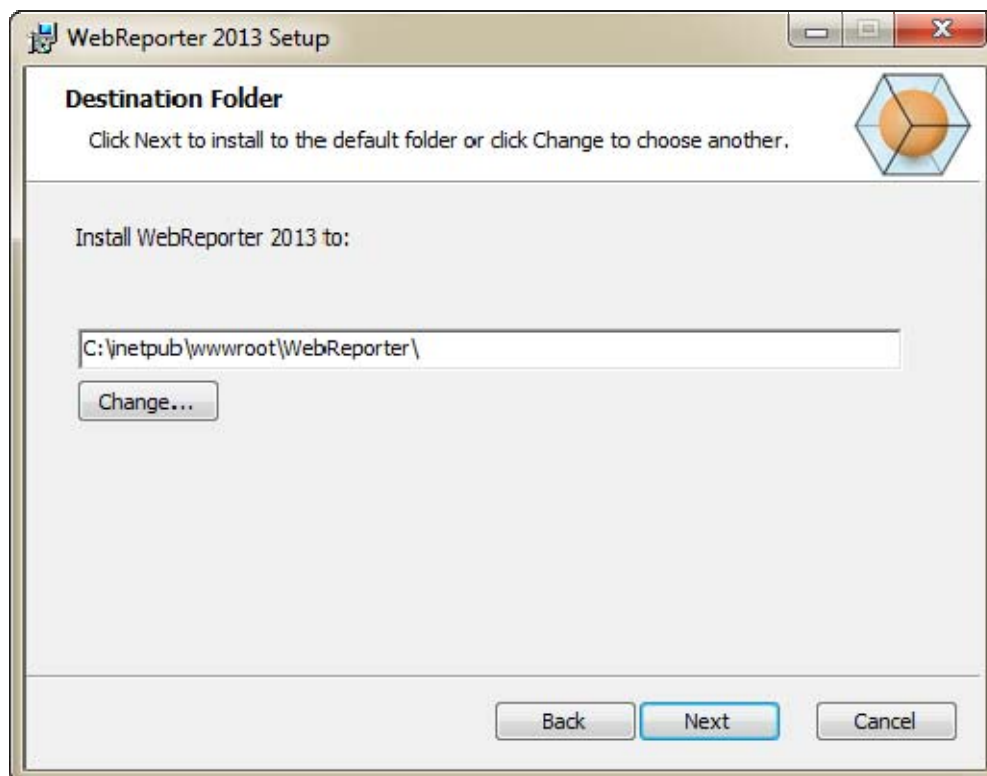 WebReporter 2013 Setup
Destination Folder
Click Next to install to the default folder or click Change to choose another.
Install WebReporter 2013 to:
C:\inetpub\wwwroot\WebReporter\
Change...
Back Next Cancel